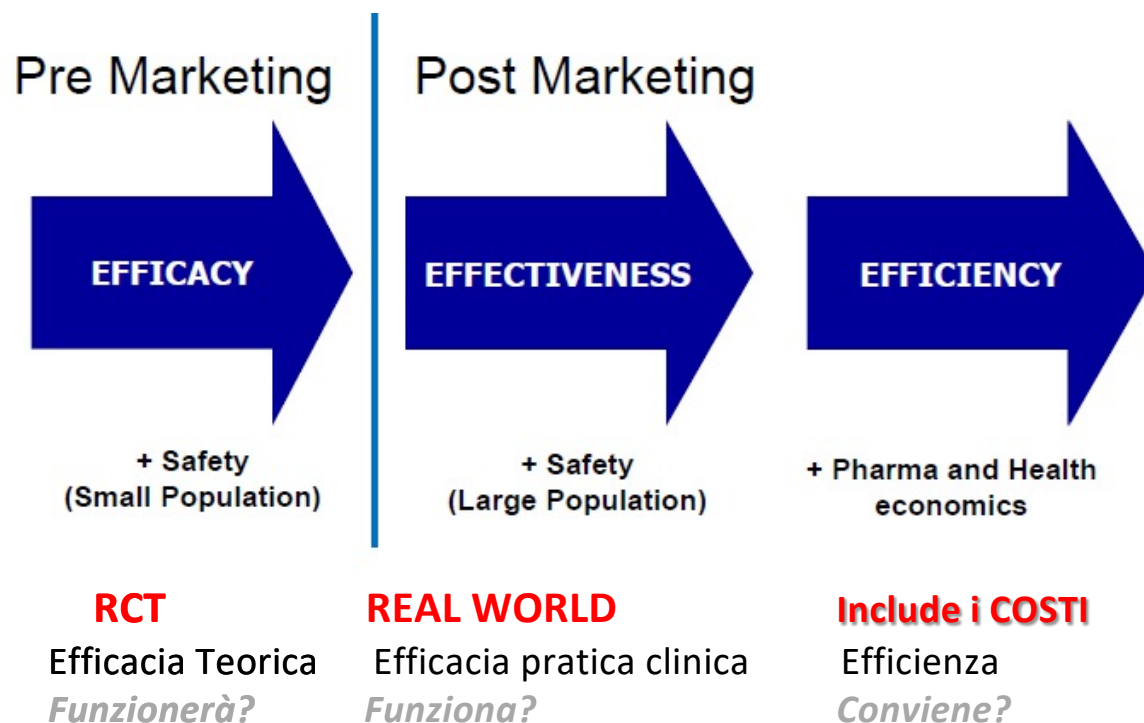 Pre Marketing
Post Marketing
EFFICACY
EFFECTIVENESS
EFFICIENCY
+ Safety
(Small Population)
+ Safety
(Large Population)
+ Pharma and Health
economics
RCT
REAL WORLD
Include i COSTI
Efficacia Teorica
Efficacia pratica clinica
Efficienza
Funzionerà?
Funziona?
Conviene?